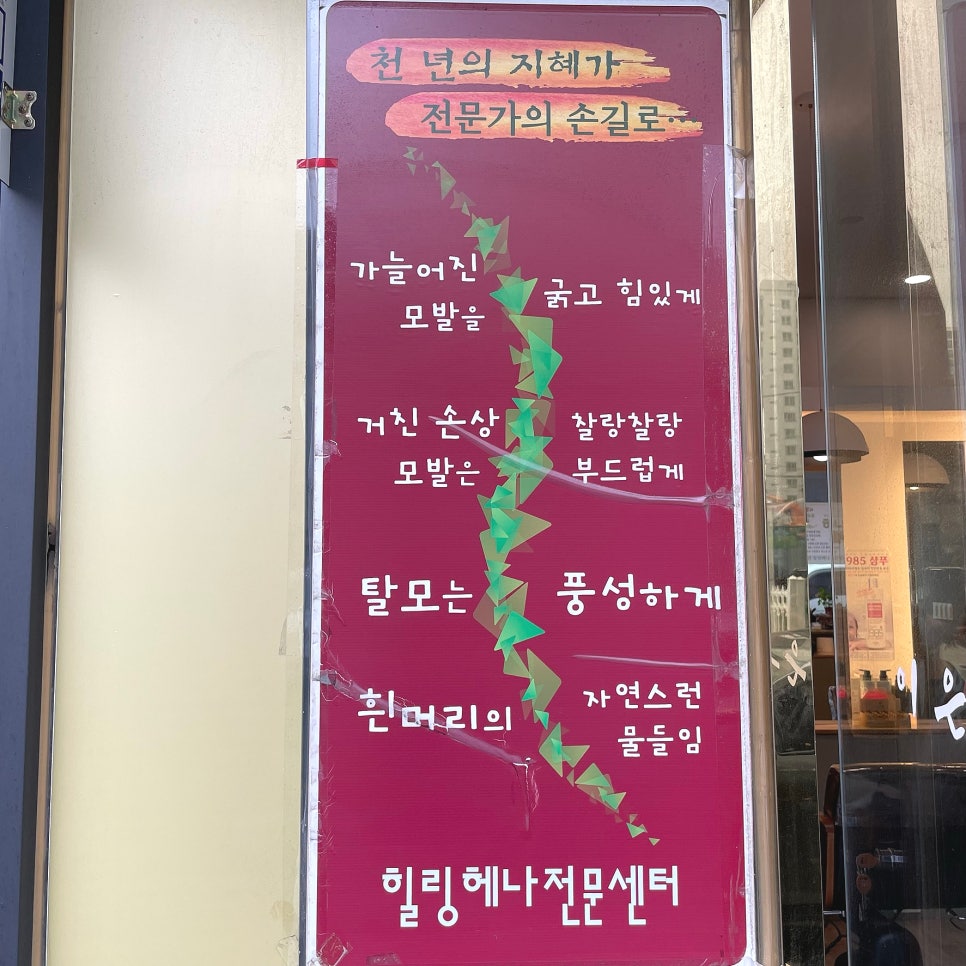 천 년의 지혜가
전문가의 손길로…
가늘어진
모발을
굵고 힘있게
거친 손상
모발은
찰랑찰랑
부드럽게
탈모는
풍성하게
흰머리의
자연스런
물들임
힐링헤나전문센터
985 샴푸